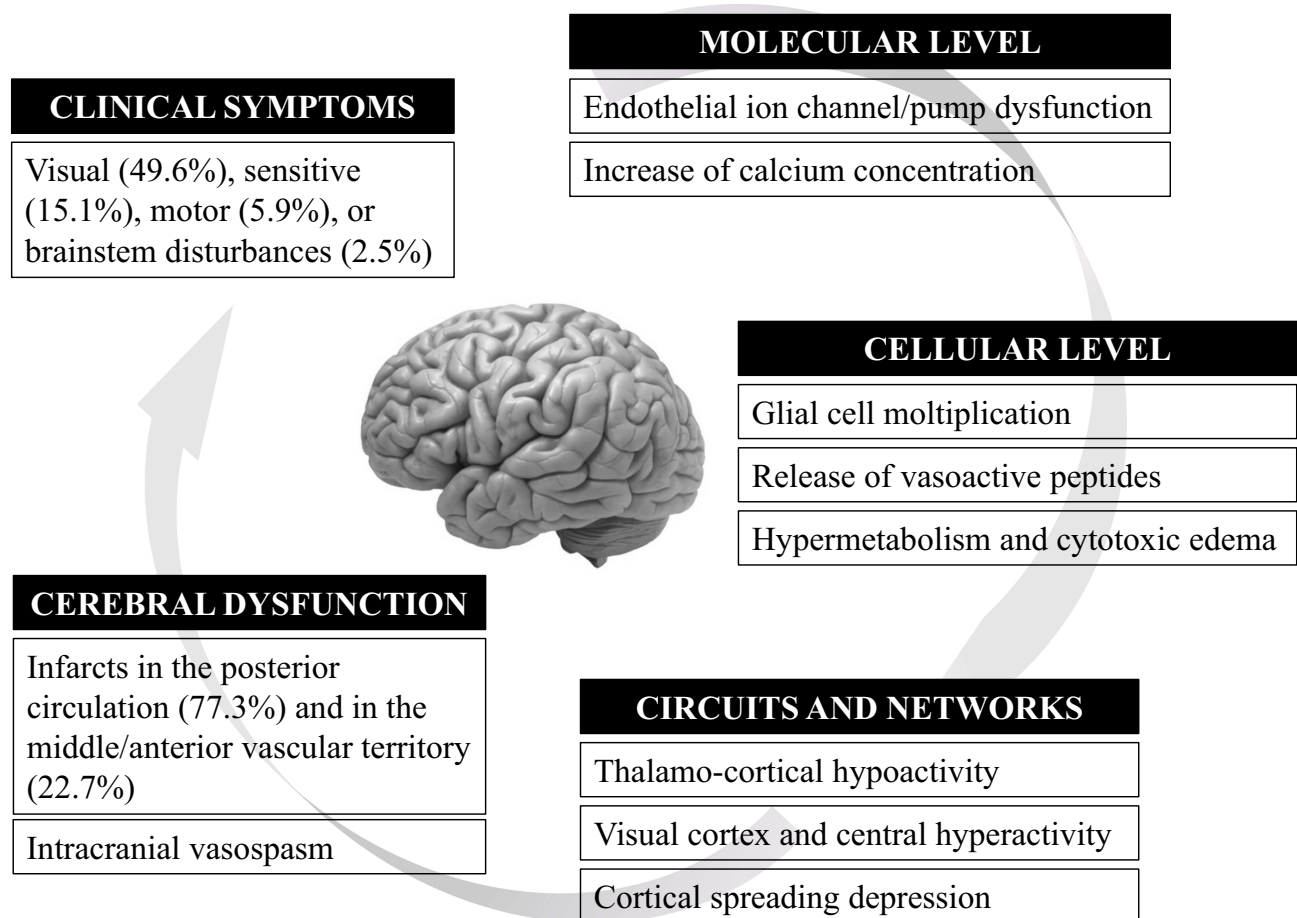 MOLECULAR LEVEL
Endothelial ion channel/pump dysfunction
Increase of calcium concentration
CLINICAL SYMPTOMS
Visual (49.6%), sensitive
(15.1%), motor (5.9%), or
brainstem disturbances (2.5%)
CELLULAR LEVEL
Glial cell moltiplication
Release of vasoactive peptides
Hypermetabolism and cytotoxic edema
CEREBRAL DYSFUNCTION
Infarcts in the posterior
circulation (77.3%) and in the
middle/anterior vascular territory
(22.7%)
Intracranial vasospasm
CIRCUITS AND NETWORKS
Thalamo-cortical hypoactivity
Visual cortex and central hyperactivity
Cortical spreading depression